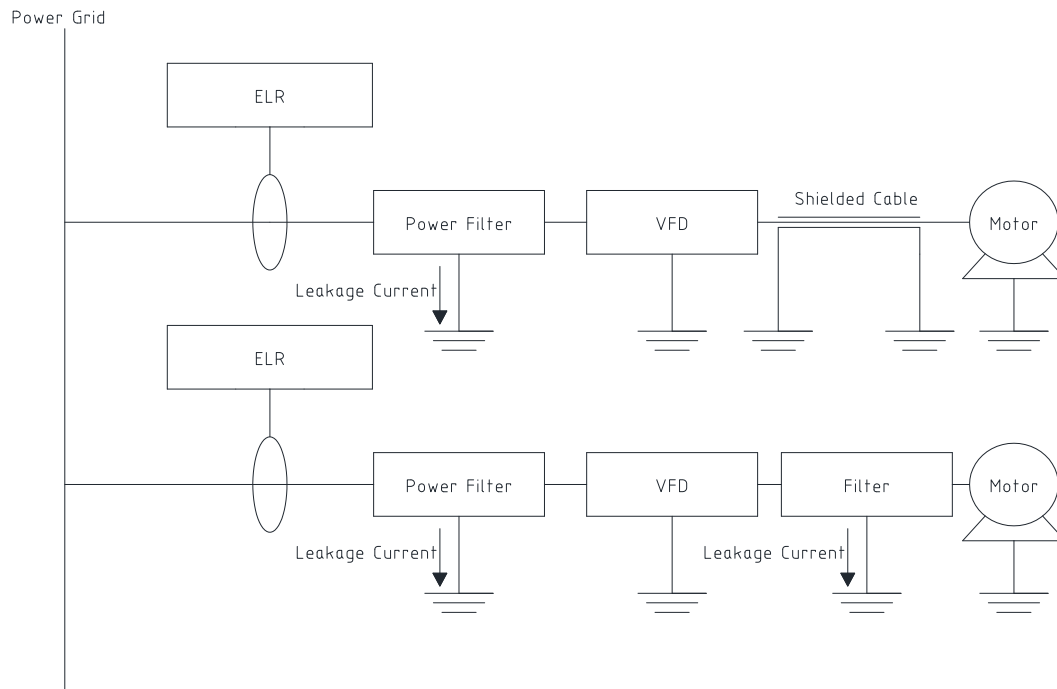 Power Grid
ELR
Shielded Cable
Power Filter
VFD
Motor
Leakage Current
ELR
Power Filter
VFD
Filter
Motor
Leakage Current
Leakage Current